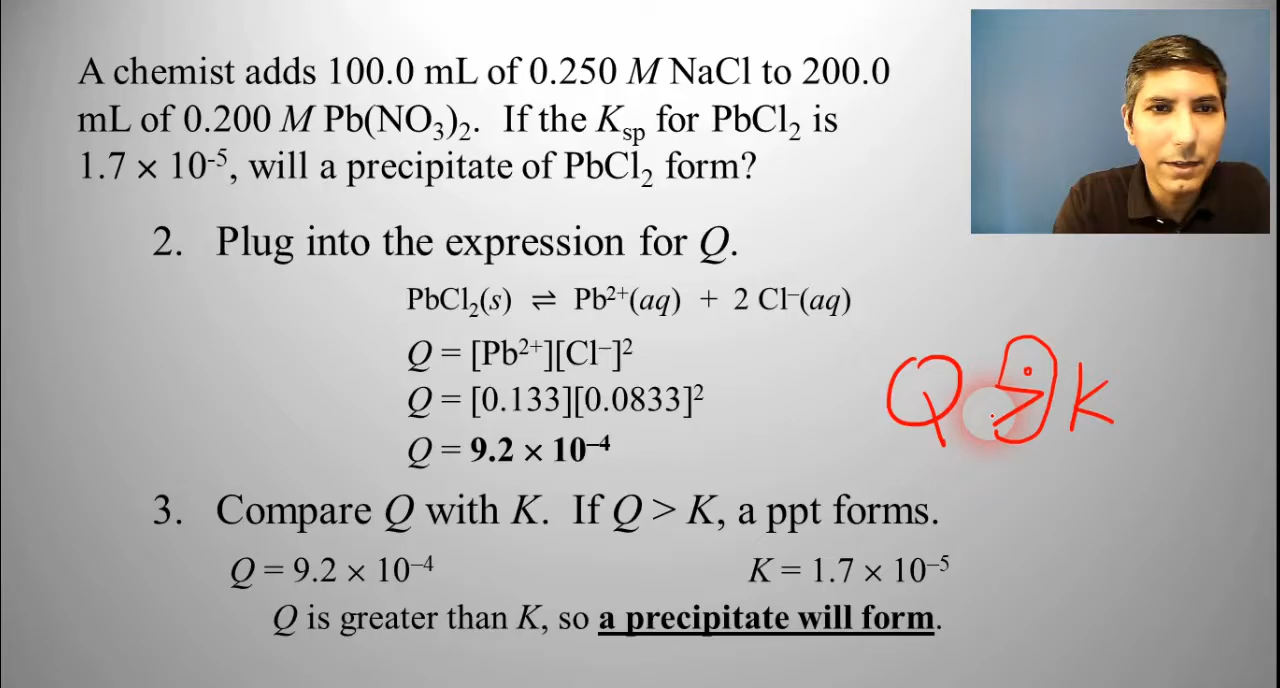 A chemist adds 100.0 mL of 0.250 M NaCl to 200.0
mL of 0.200 M Pb(NO₃)₂. If the Kₛₚ for PbCl₂ is
1.7 × 10⁻⁵, will a precipitate of PbCl₂ form?
2. Plug into the expression for Q.
PbCl₂(s) ⇌ Pb²⁺(aq) + 2 Cl⁻(aq)
Q = [Pb²⁺][Cl⁻]²
Q = [0.133][0.0833]²
Q = 9.2 × 10⁻⁴
Q > K
3. Compare Q with K. If Q > K, a ppt forms.
Q = 9.2 × 10⁻⁴ K = 1.7 × 10⁻⁵
Q is greater than K, so a precipitate will form.